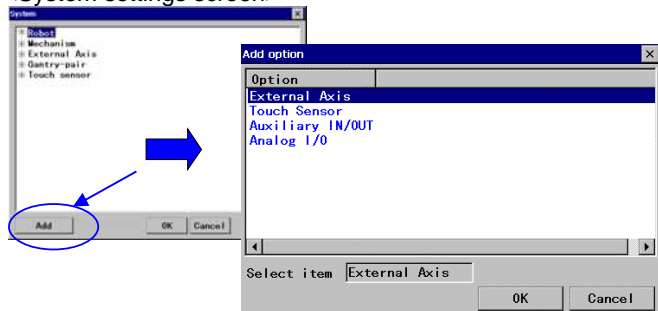 System settings screen
System
Robot
Mechanism
External Axis
Gantry-pair
Touch sensor
Add
OK
Cancel
Add option
Option
External Axis
Touch Sensor
Auxiliary IN/OUT
Analog I/O
Select item
External Axis
OK
Cancel